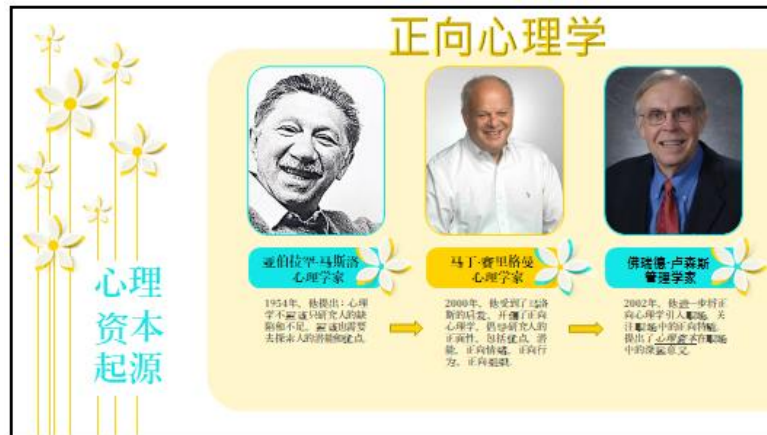 正向心理学
心理
资本
起源
亚伯拉罕·马斯洛
心理学家
1954年，他提出：心理
学不应该只研究人的缺
陷和不足，应该也需要
去探索人的潜能和优点.
马丁·赛里格曼
心理学家
2000年，他受到了马洛
斯的启发，开创了正向
心理学，倡导研究人的
正面性，包括优点，潜
能，正向情绪，正向行
为，正向组织.
佛瑞德·卢森斯
管理学家
2002年，他进一步将正
向心理学引入职场，关
注职场中的正向特质，
提出了心理资本在职场
中的深远意义.